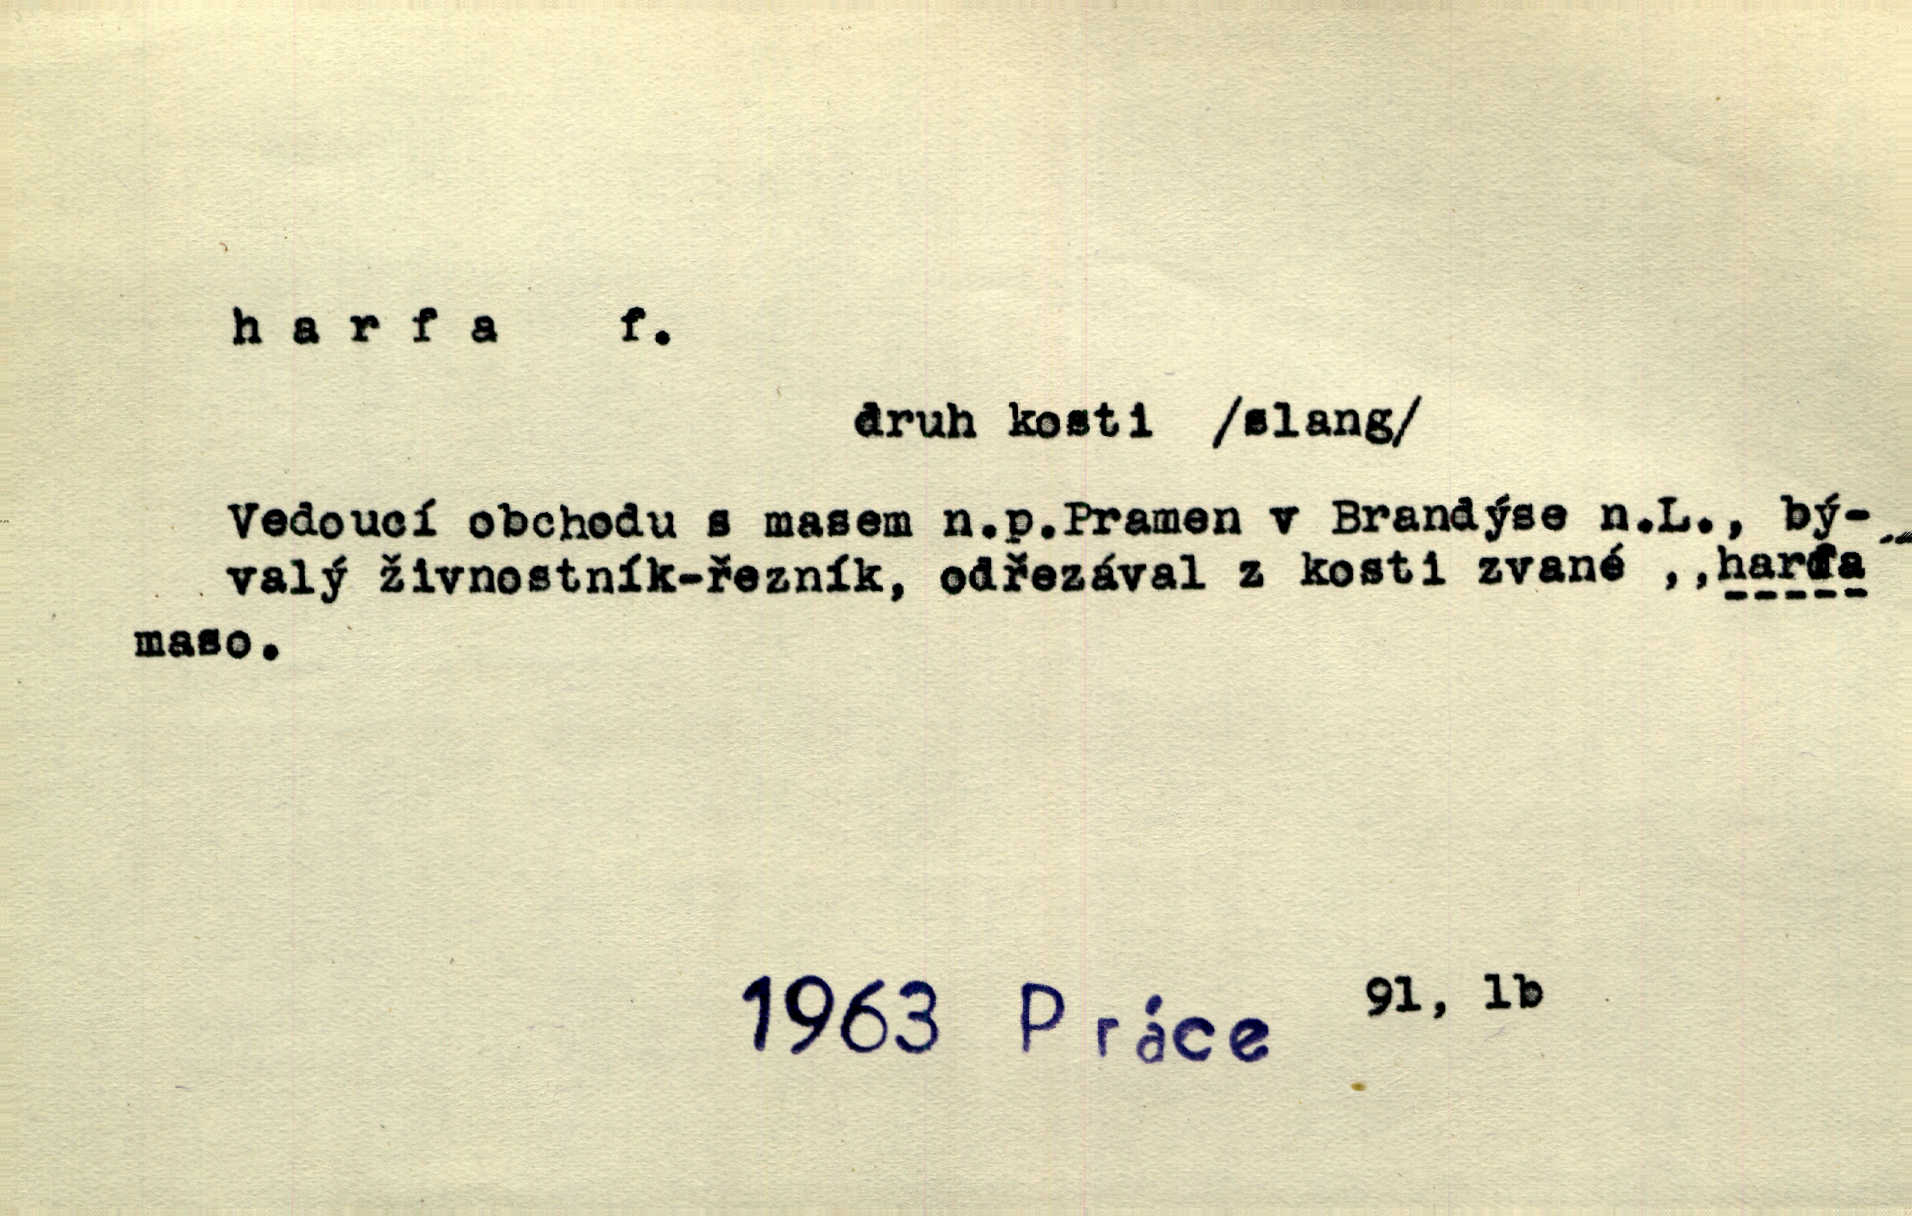 h a r f a f.
druh kosti /slang/
Vedoucí obchodu s masem n.p.Pramen v Brandýse n.L., bý-
valý živnostník-řezník, odřezával z kosti zvané ,,harfa"
maso.
1963 Práce 91, 1b